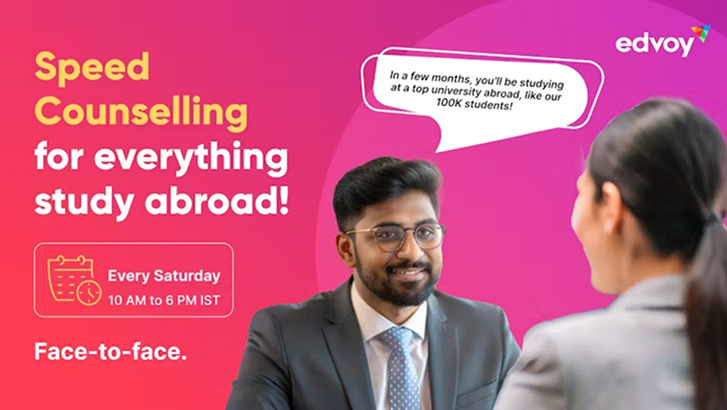 edvoy
Speed
Counselling
for everything
study abroad!
In a few months, you'll be studying
at a top university abroad, like our
100K students!
Every Saturday
10 AM to 6 PM IST
Face-to-face.